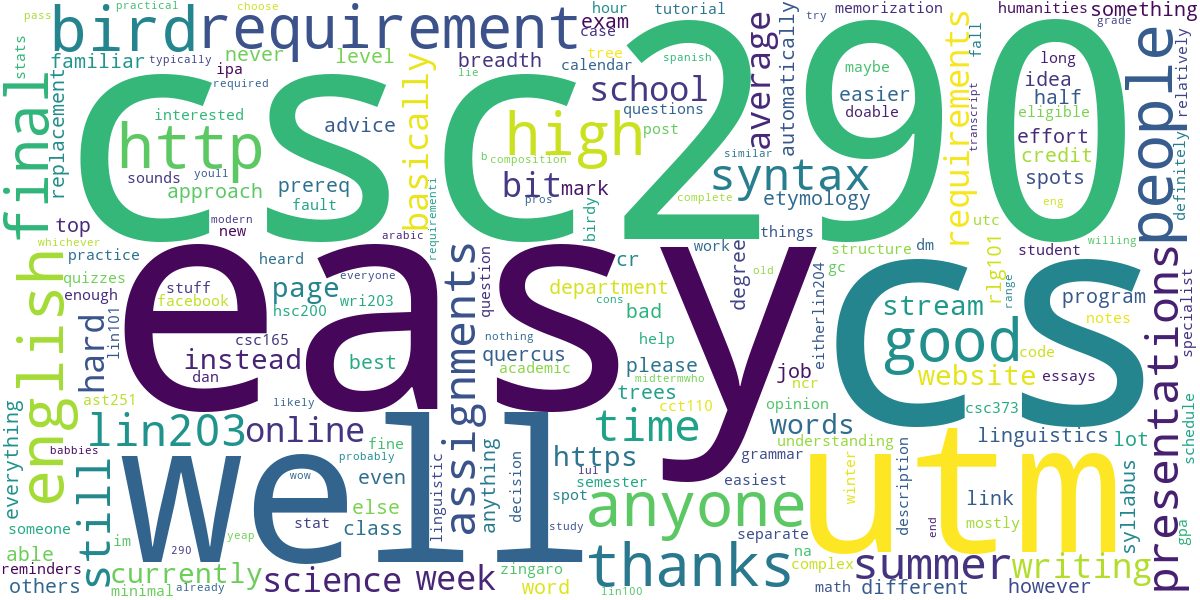 pass practical choose
bird requirement hour tutorial memorization humanities something
stats familiar typically never level exam case try fall grade
ipa required tree breadth calendar spanish average automatically maybe long people
final replacement interested lie school idea half relatively
csc290
http high questions post easier doable eligible transcript
advice basically effort
sounds youll b composition bit mark similar syntax requirements credit
approach prereq pros complete etymology spots definitely
fault birdy
top modern new arabic requirementi things utc eng willing
whichever work structure dm student
practice heard assignments question cr degree old gc rlg101 range presentations specialist
quizzes stuff everyone department
enough facebook page wri203 bad eitherlin204 stream program
english hard lin101 hsc200 cons good notes
easy cs
csc165 nothing help code
instead best quercus please website essays
dan academic midtermwho job
ast251 trees cct110 ncr
likely opinion csc373
lin203 online time words linguistics lot
everything babbies fine understanding
still well utm
probably linguistic anything decision https grammar schedule
wow even lul easiest
semester winter description link syllabus
someone else spot anyone
stat class study separate end mostly gpa
able im 290 yeap thanks na
reminders currently science week zingaro complex summer writing
others minimal already word lin100 math different however